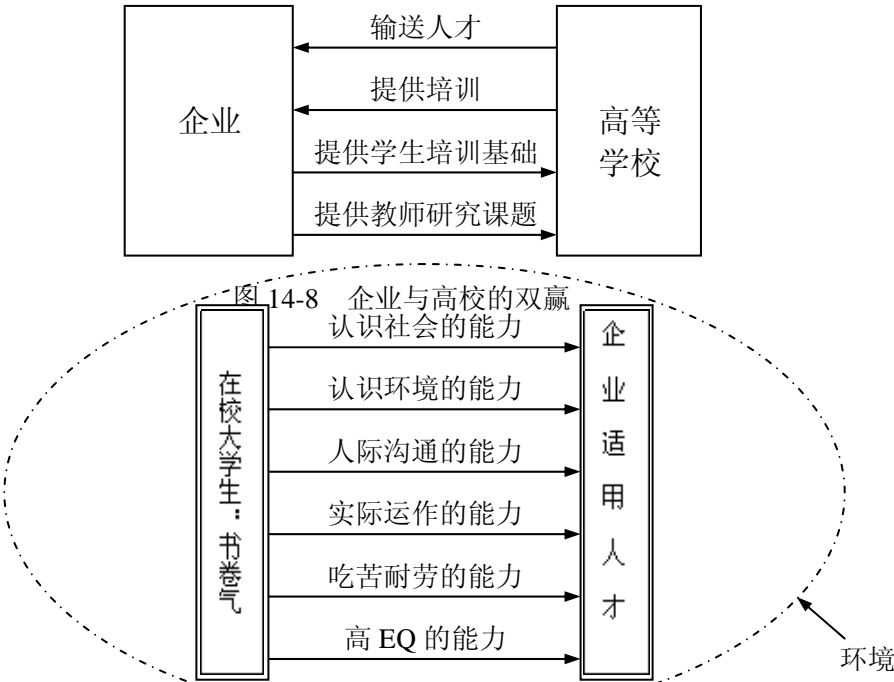 输送人才
提供培训
企业
高等
学校
提供学生培训基础
提供教师研究课题
图 14-8 企业与高校的双赢
在校大学生：书卷气
认识社会的能力
认识环境的能力
人际沟通的能力
实际运作的能力
吃苦耐劳的能力
高 EQ 的能力
企业适用人才
环境